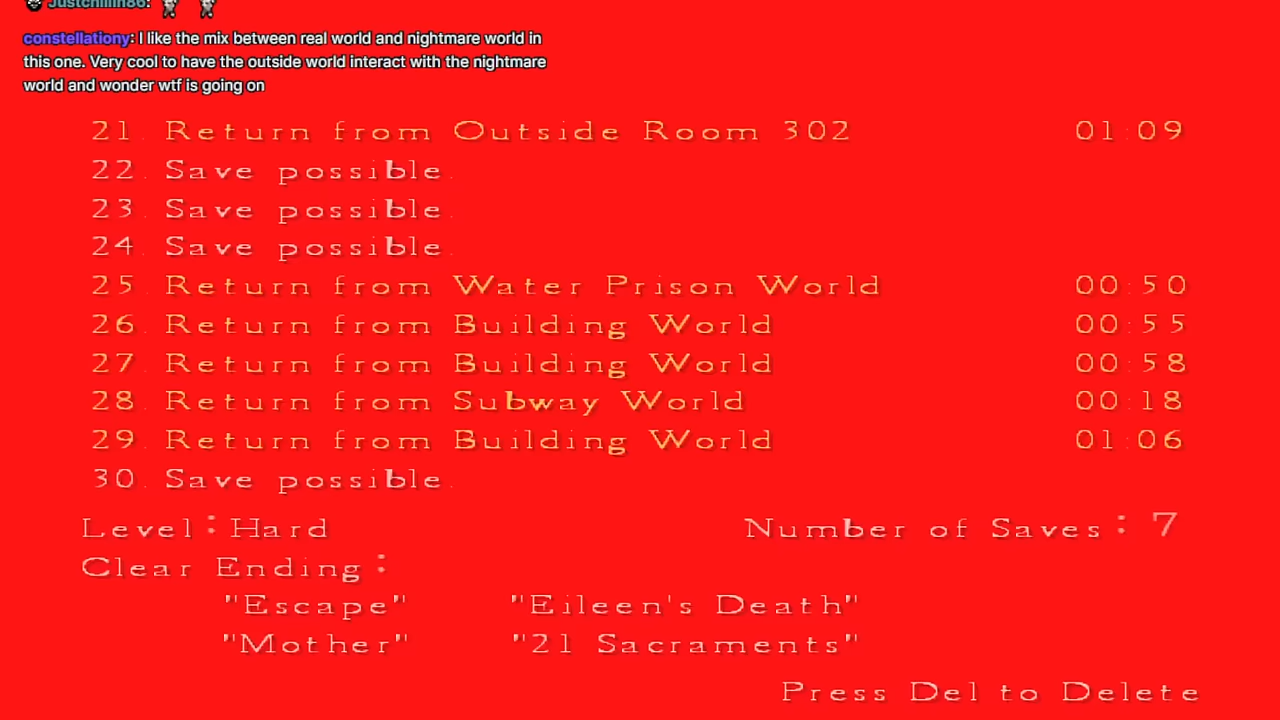 Justchillin86:
constellationy: I like the mix between real world and nightmare world in
this one. Very cool to have the outside world interact with the nightmare
world and wonder wtf is going on
21. Return from Outside Room 302 01:09
22. Save possible.
23. Save possible.
24. Save possible.
25. Return from Water Prison World 00:50
26. Return from Building World 00:55
27. Return from Building World 00:58
28. Return from Subway World 00:18
29. Return from Building World 01:06
30. Save possible.
Level: Hard Number of Saves: 7
Clear Ending:
"Escape" "Eileen's Death"
"Mother" "21 Sacraments"
Press Del to Delete